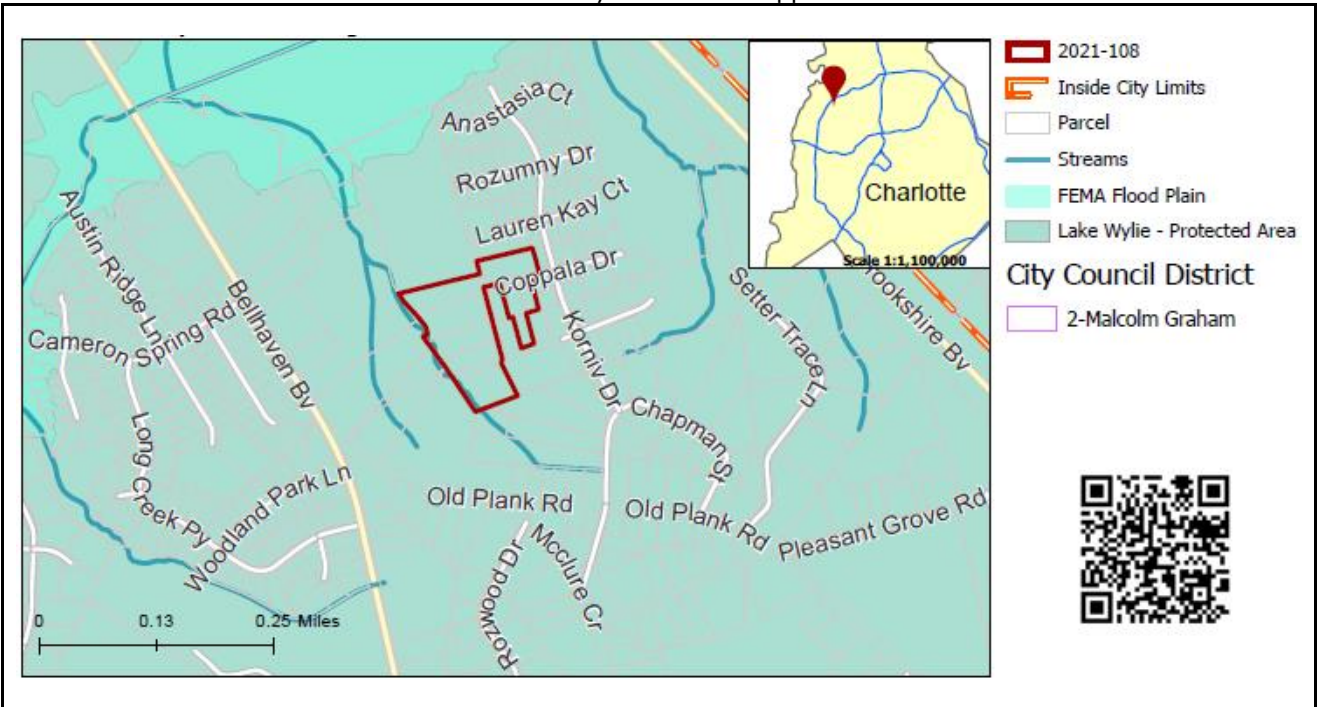 Anastasia Ct
Rozumny Dr
Lauren Kay Ct
Coppala Dr
Austin Ridge Ln
Bellhaven Bv
Cameron Spring Rd
Korniv Dr
Setter Trace Ln
Chapman St
Long Creek Py
Woodland Park Ln
Old Plank Rd
Old Plank Rd
Pleasant Grove Rd
Mcclure Cr
Rozwood Dr
rookshire Bv
0 0.13 0.25 Miles
Charlotte
Scale 1:1,100,000
2021-108
Inside City Limits
Parcel
Streams
FEMA Flood Plain
Lake Wylie - Protected Area
City Council District
2-Malcolm Graham